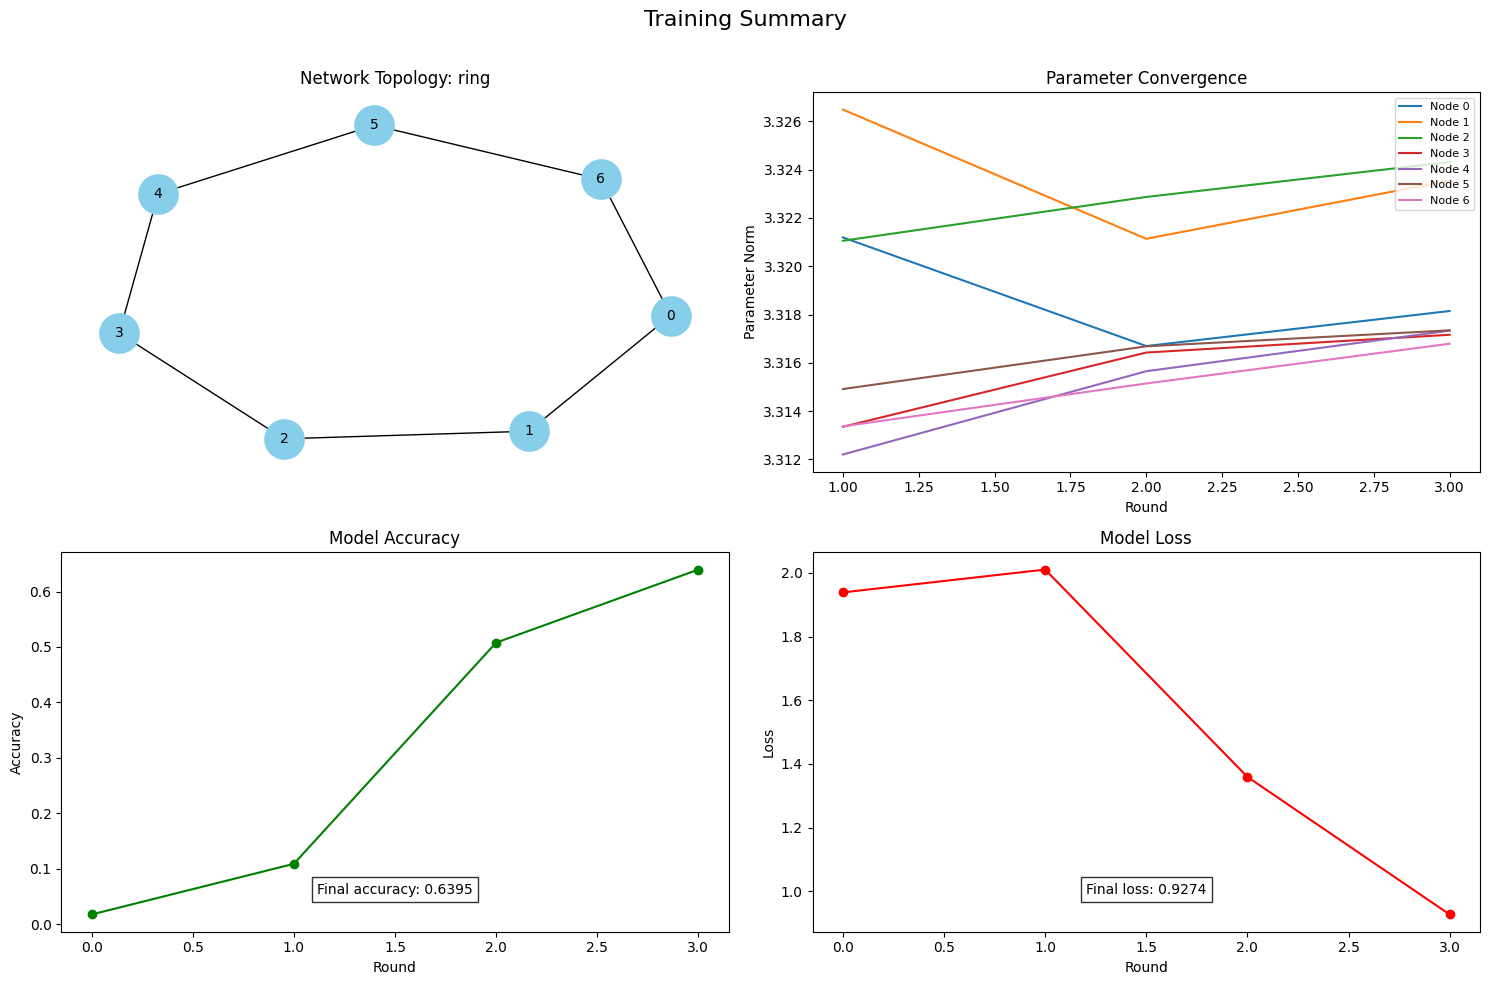 Training Summary
Network Topology: ring
5
6
4
0
3
1
2
Parameter Convergence
Node 0
Node 1
Node 2
Node 3
Node 4
Node 5
Node 6
3.326
3.324
3.322
3.320
3.318
3.316
3.314
3.312
Parameter Norm
1.00 1.25 1.50 1.75 2.00 2.25 2.50 2.75 3.00
Round
Model Accuracy
0.6
0.5
0.4
0.3
0.2
0.1
0.0
Accuracy
Final accuracy: 0.6395
0.0 0.5 1.0 1.5 2.0 2.5 3.0
Round
Model Loss
2.0
1.8
1.6
1.4
1.2
1.0
Loss
Final loss: 0.9274
0.0 0.5 1.0 1.5 2.0 2.5 3.0
Round